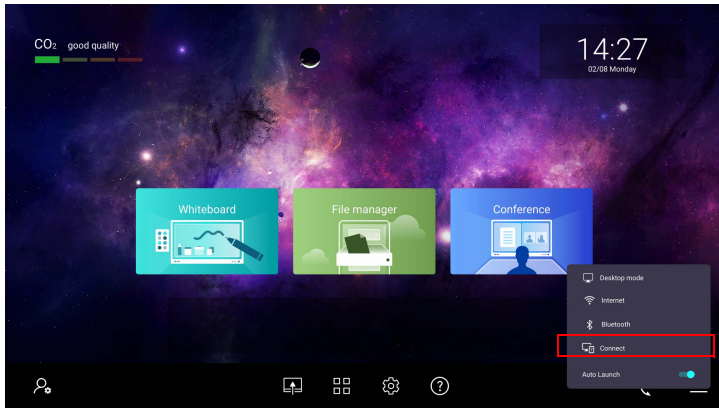 CO₂ good quality
14:27
02/08 Monday
Whiteboard
File manager
Conference
Desktop mode
Internet
Bluetooth
Connect
Auto Launch